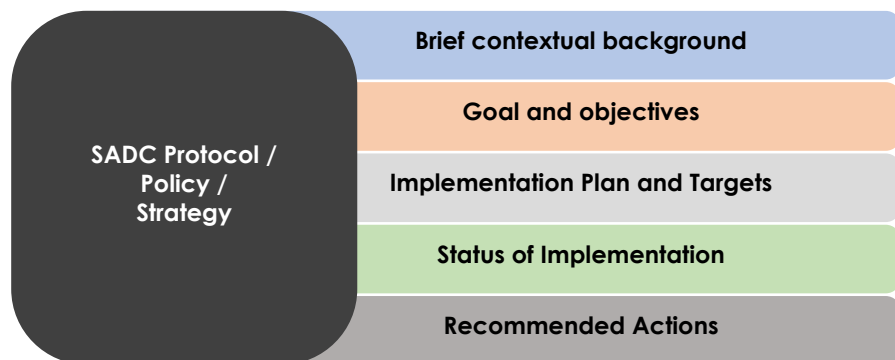 SADC Protocol /
Policy /
Strategy
Brief contextual background
Goal and objectives
Implementation Plan and Targets
Status of Implementation
Recommended Actions